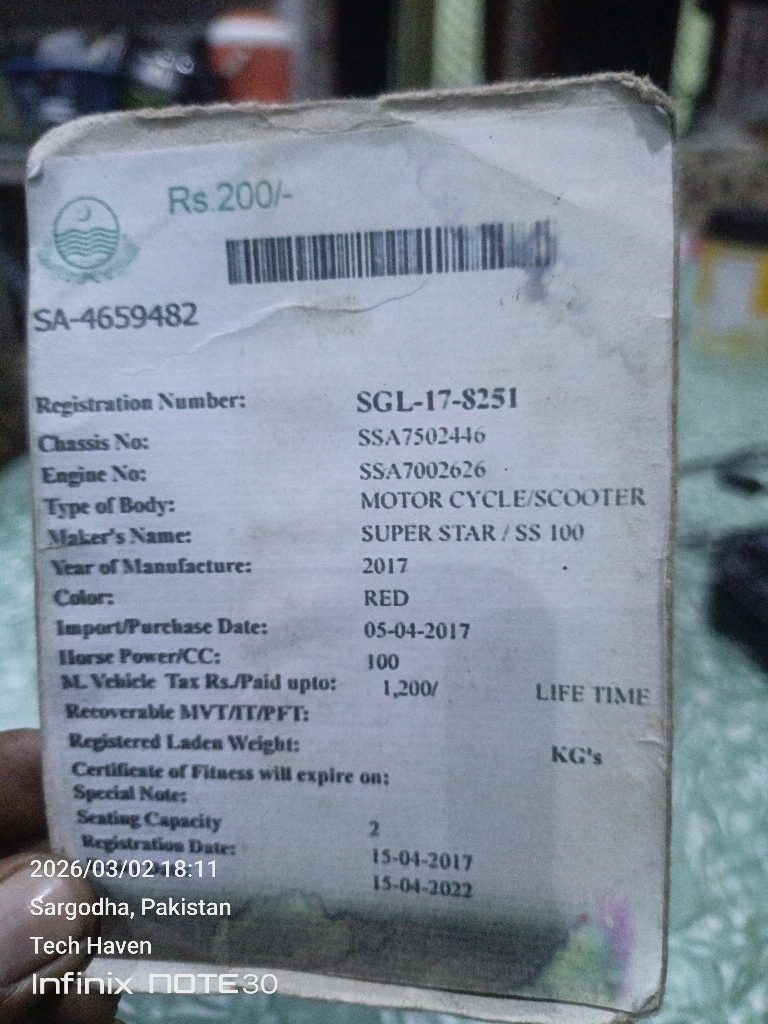 Rs.200/-
SA-4659482
Registration Number: SGL-17-8251
Chassis No: SSA7502446
Engine No: SSA7002626
Type of Body: MOTOR CYCLE/SCOOTER
Maker's Name: SUPER STAR / SS 100
Year of Manufacture: 2017
Color: RED
Import/Purchase Date: 05-04-2017
Horse Power/CC: 100
M. Vehicle Tax Rs./Paid upto: 1,200/ LIFE TIME
Recoverable MVT/IT/PFT:
Registered Laden Weight: KG's
Certificate of Fitness will expire on:
Special Note:
Seating Capacity 2
Registration Date: 15-04-2017
15-04-2022
2026/03/02 18:11
Sargodha, Pakistan
Tech Haven
Infinix NOTE 30